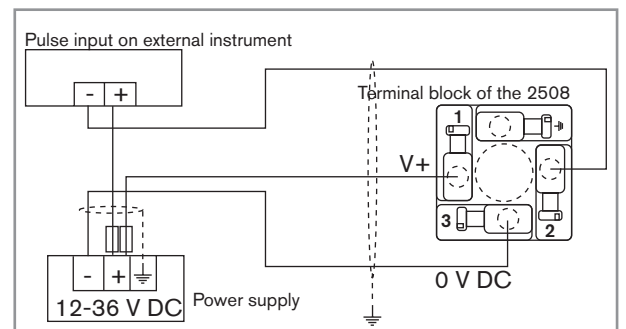 Pulse input on external instrument
- +
Terminal block of the 2508
1
V+
3
2
0 V DC
- +
12-36 V DC
Power supply